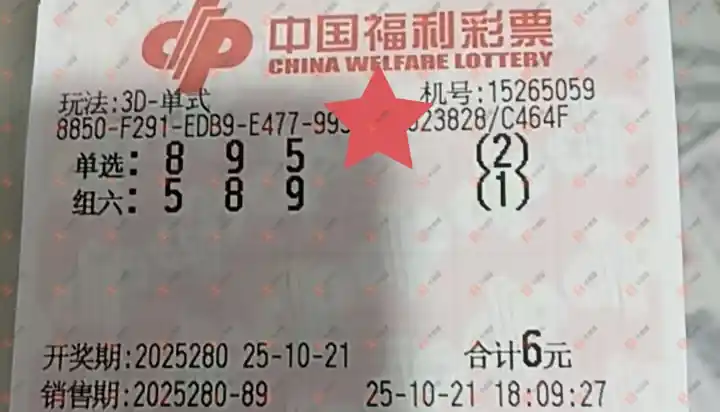 中国福利彩票
CHINA WELFARE LOTTERY
玩法:3D-单式 机号:15265059
8850-F291-EDB9-E477-99 23828/C464F
单选: 8 9 5 (2)
组六: 5 8 9 (1)
开奖期:2025280 25-10-21 合计6元
销售期:2025280-89 25-10-21 18:09:27